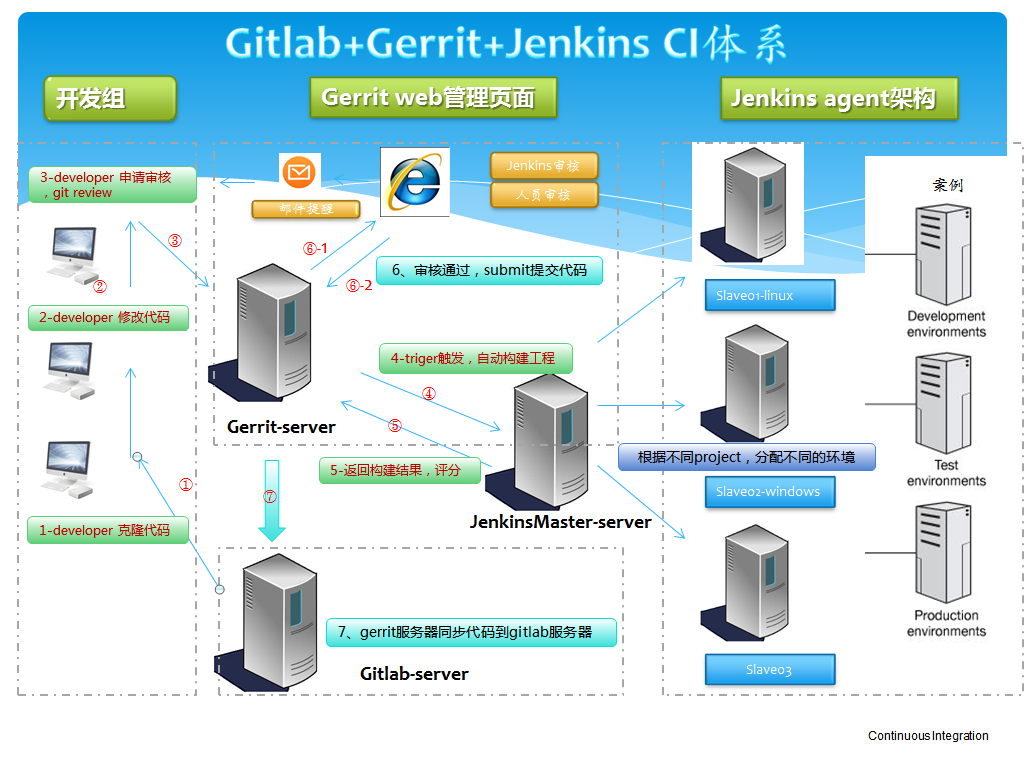 Gitlab+Gerrit+Jenkins CI体系
开发组
Gerrit web管理页面
Jenkins agent架构
3-developer 申请审核
，git review
邮件提醒
Jenkins审核
人员审核
案例
③
⑥-1
②
⑥-2
6、审核通过，submit提交代码
Slave01-linux
2-developer 修改代码
Development
environments
4-triger触发，自动构建工程
④
Gerrit-server
⑤
5-返回构建结果，评分
根据不同project，分配不同的环境
Test
environments
①
⑦
Slave02-windows
1-developer 克隆代码
JenkinsMaster-server
Production
environments
7、gerrit服务器同步代码到gitlab服务器
Gitlab-server
Slave03
Continuous Integration